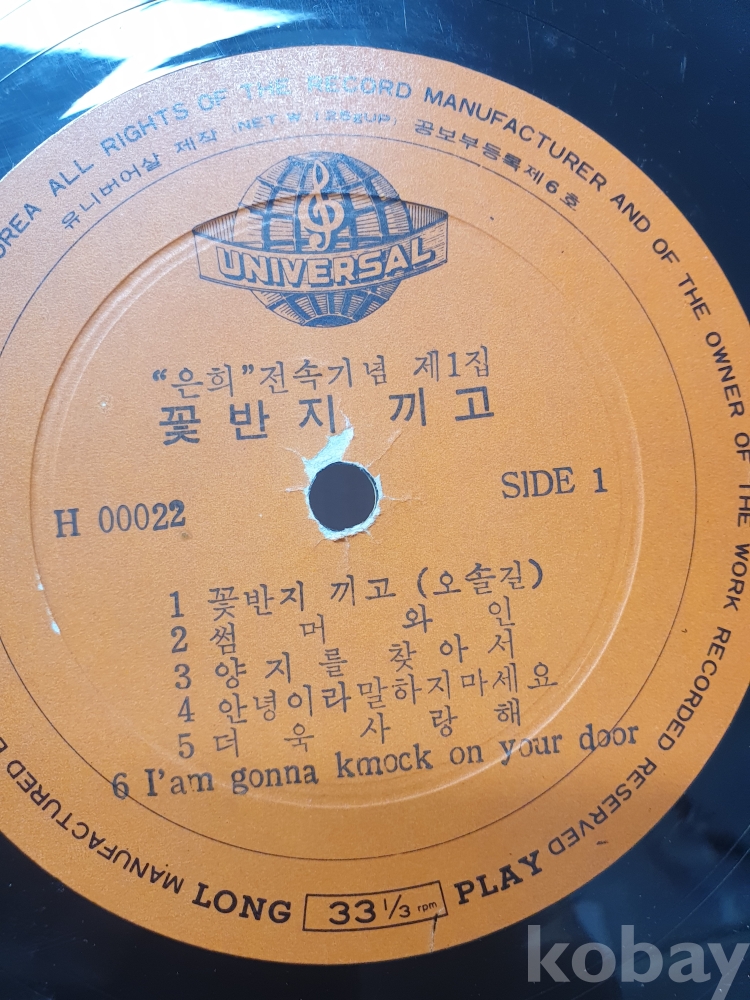 OREA ALL RIGHTS OF THE RECORD MANUFACTURER AND OF THE OWNER OF THE WORK RECORDED RESERVED
유니버어살 제작 (NET W 128gUP) 공보부등록제6호
UNIVERSAL
“은희”전속기념 제1집
꽃반지 끼고
H 00022
SIDE 1
1 꽃반지 끼고 (오솔길)
2 썸머와인
3 양지를 찾아서
4 안녕이라말하지마세요
5 더욱사랑해
6 I'am gonna kmock on your door
MANUFACTURED
LONG 33 1/3 rpm PLAY
kobay